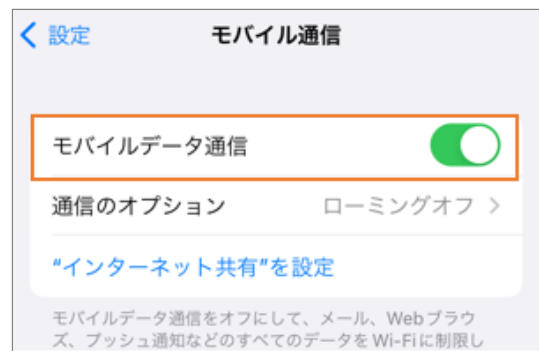 設定 モバイル通信
モバイルデータ通信
通信のオプション ローミングオフ
"インターネット共有"を設定
モバイルデータ通信をオフにして、メール、Webブラウ
ズ、プッシュ通知などのすべてのデータをWi-Fiに制限し